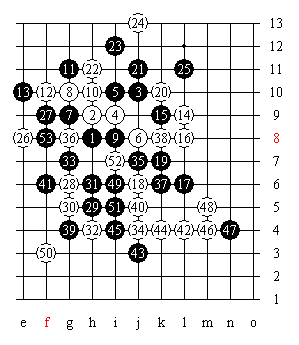 (24) 13
23 12
11 (22) 21 25 11
13 (12) 8 (10) 5 3 (20) 10
27 7 2 4 15 (14) 9
(26) 53 (36) 1 9 6 (38) (16) 8
33 (52) 35 19 7
41 (28) 31 49 (18) 37 17 6
(30) 29 51 (40) (48) 5
39 (32) 45 (34) (44) (42) (46) 47 4
(50) 43 3
2
1
e f g h i j k l m n o